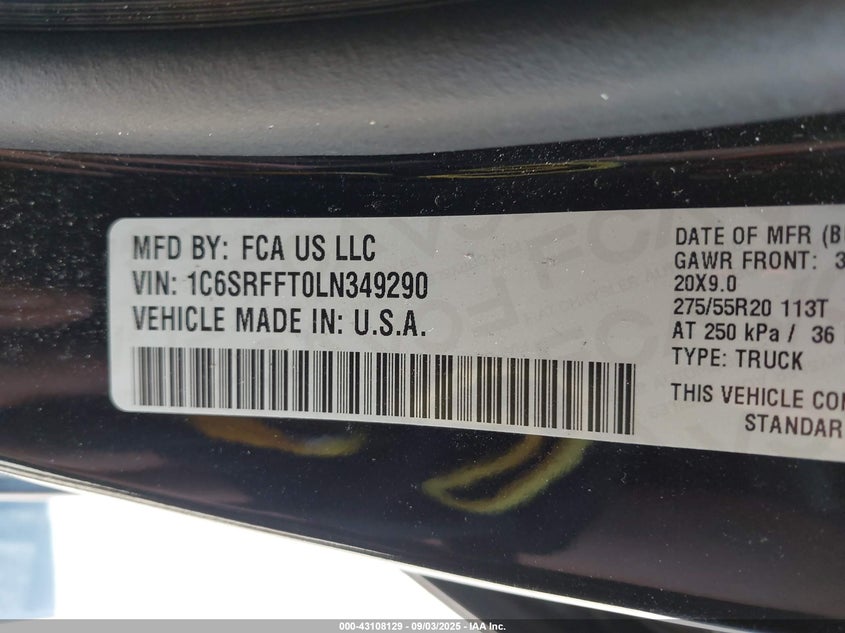 MFD BY: FCA US LLC
VIN: 1C6SRFFT0LN349290
VEHICLE MADE IN: U.S.A.
DATE OF MFR
GAWR FRONT: 3
20X9.0
275/55R20 113T
AT 250 kPa / 36
TYPE: TRUCK
THIS VEHICLE
STANDAR
000-43108129 - 09/03/2025 - IAA Inc.